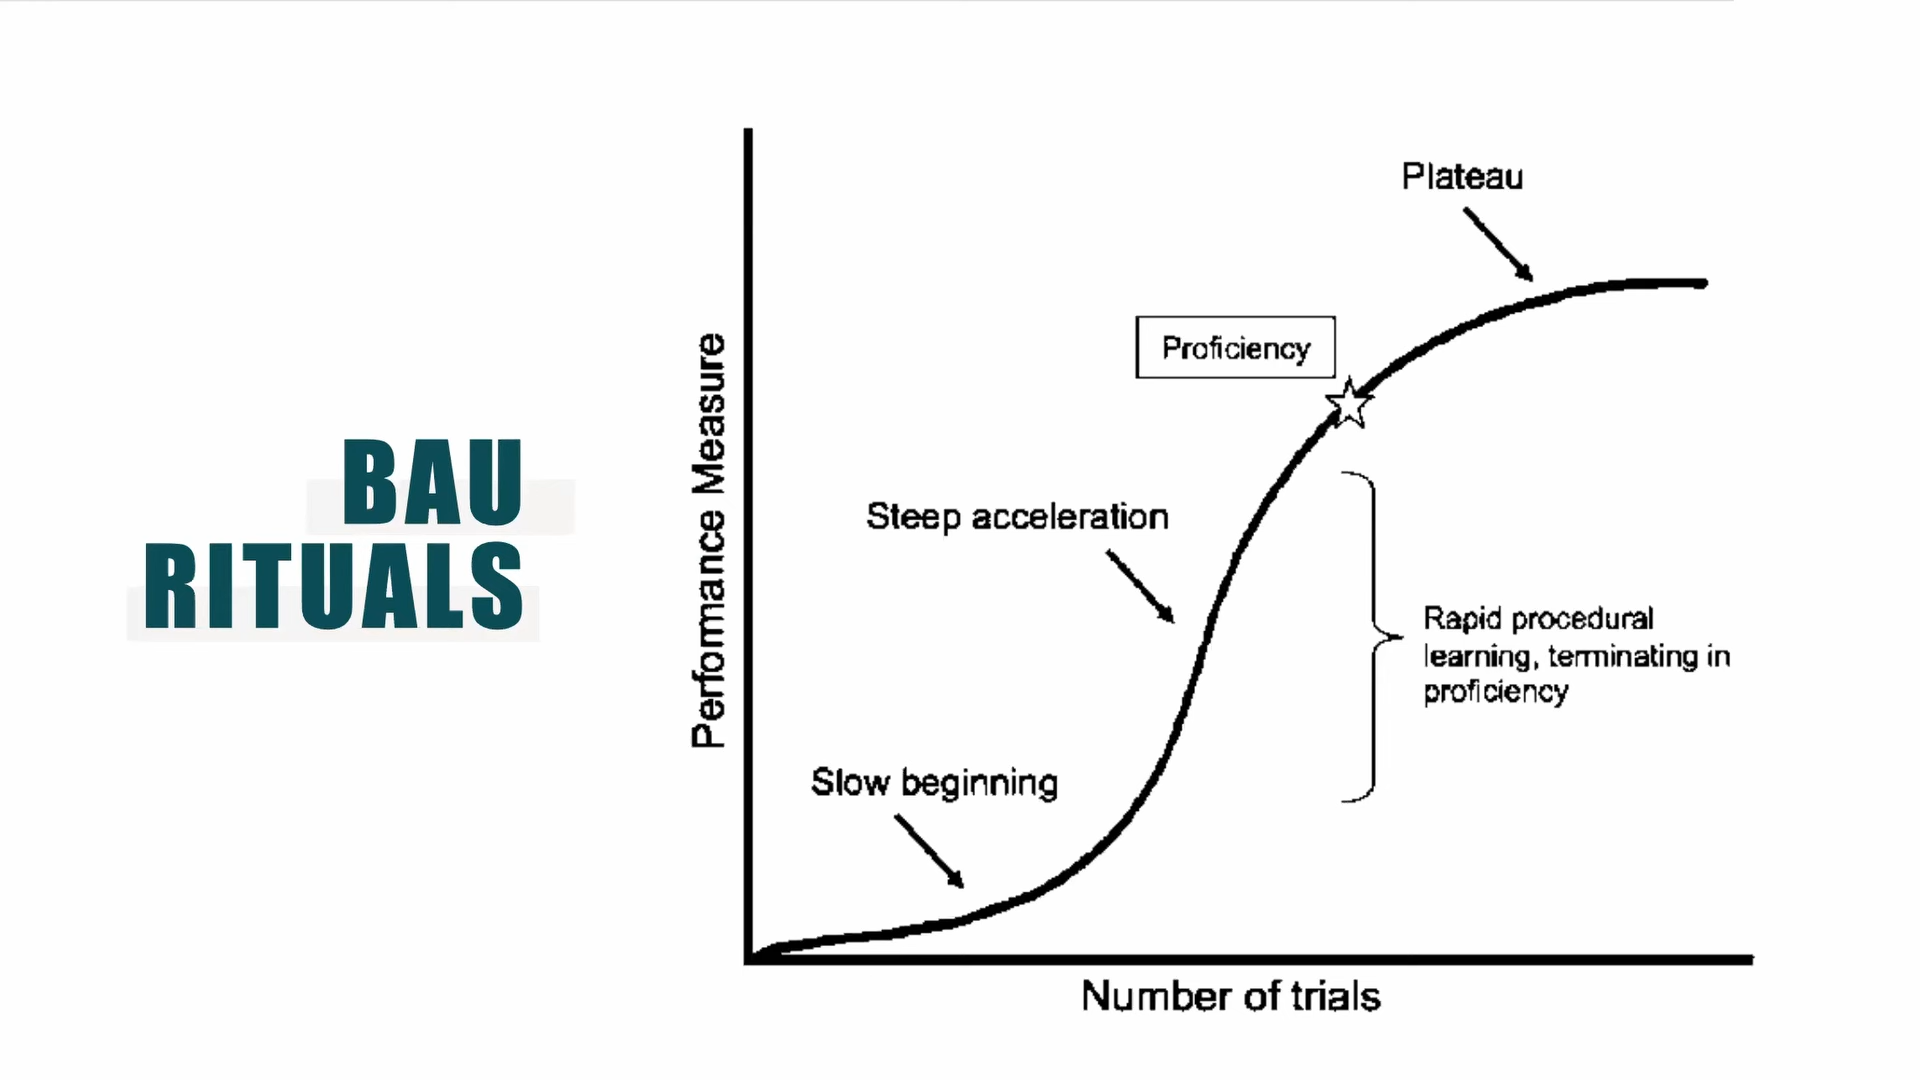 BAU
RITUALS
Plateau
Proficiency
Steep acceleration
Rapid procedural
learning, terminating in
proficiency
Slow beginning
Performance Measure
Number of trials